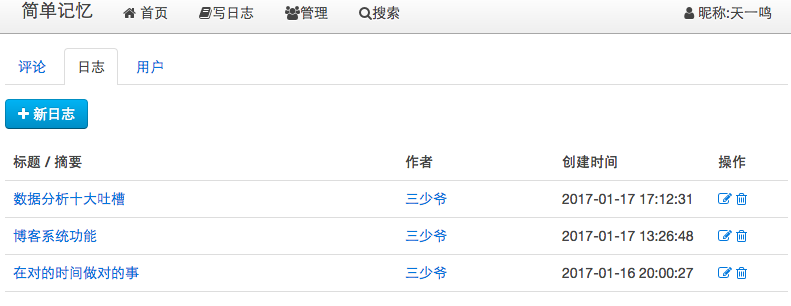 简单记忆 首页 写日志 管理 搜索 昵称:天一鸣
评论 日志 用户
新日志
标题 / 摘要 作者 创建时间 操作
数据分析十大吐槽 三少爷 2017-01-17 17:12:31
博客系统功能 三少爷 2017-01-17 13:26:48
在对的时间做对的事 三少爷 2017-01-16 20:00:27